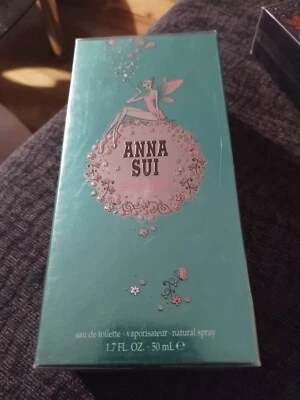 ANNA
SUI
eau de toilette · vaporisateur · natural spray
1.7 FL. OZ. · 50 mL ℮